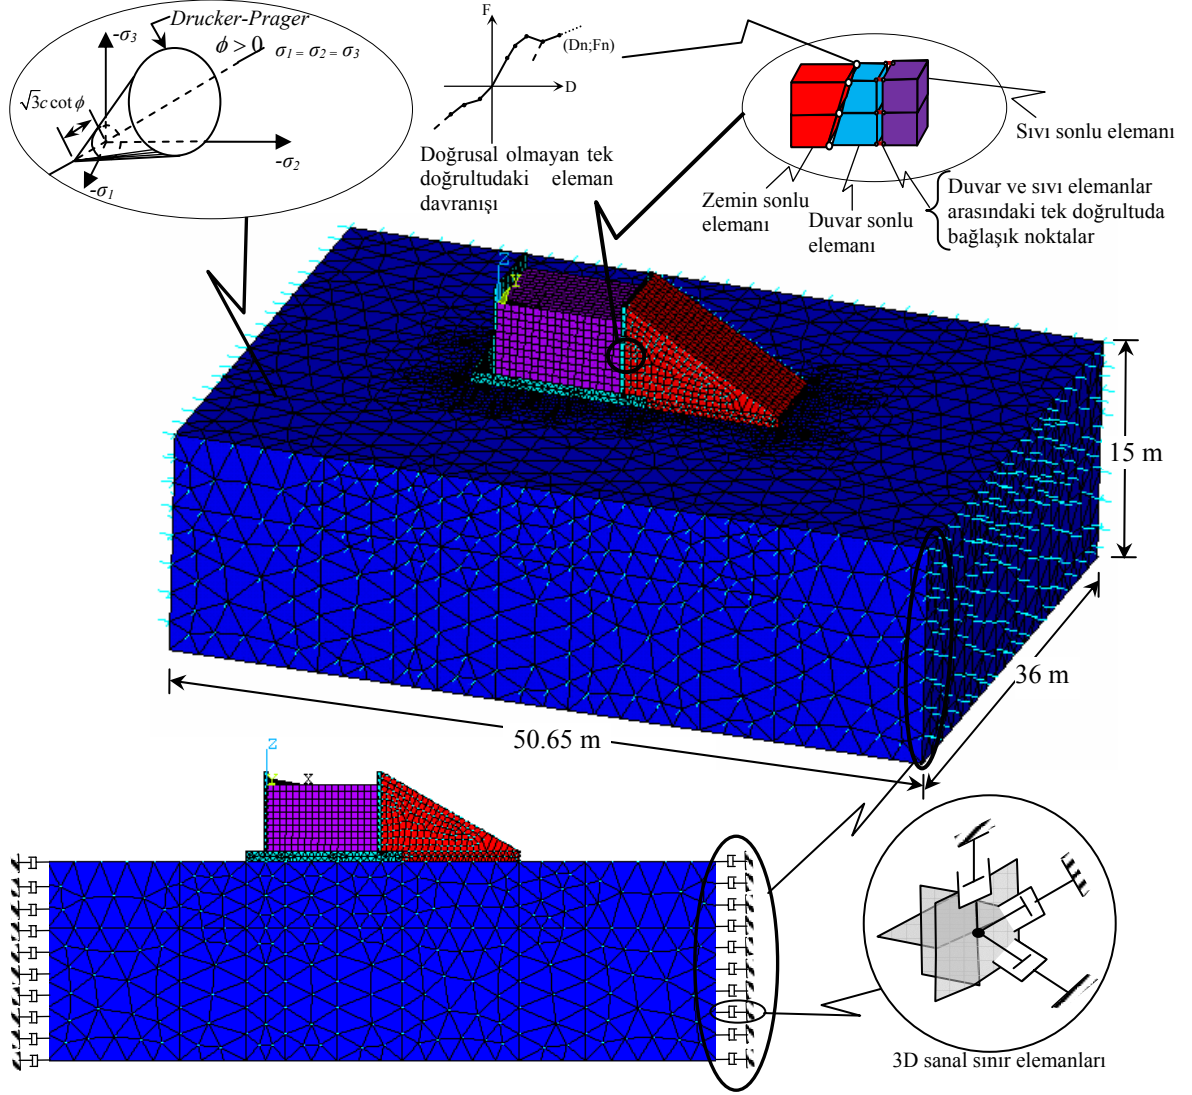 Drucker-Prager
-σ3
ϕ > 0
σ1 = σ2 = σ3
√3c cot ϕ
-σ2
-σ1
F
(Dn;Fn)
D
Doğrusal olmayan tek
doğrultudaki eleman
davranışı
Sıvı sonlu elemanı
Zemin sonlu
elemanı
Duvar sonlu
elemanı
Duvar ve sıvı elemanlar
arasındaki tek doğrultuda
bağlaşık noktalar
Z
Y
15 m
36 m
50.65 m
Z
Y
X
3D sanal sınır elemanları